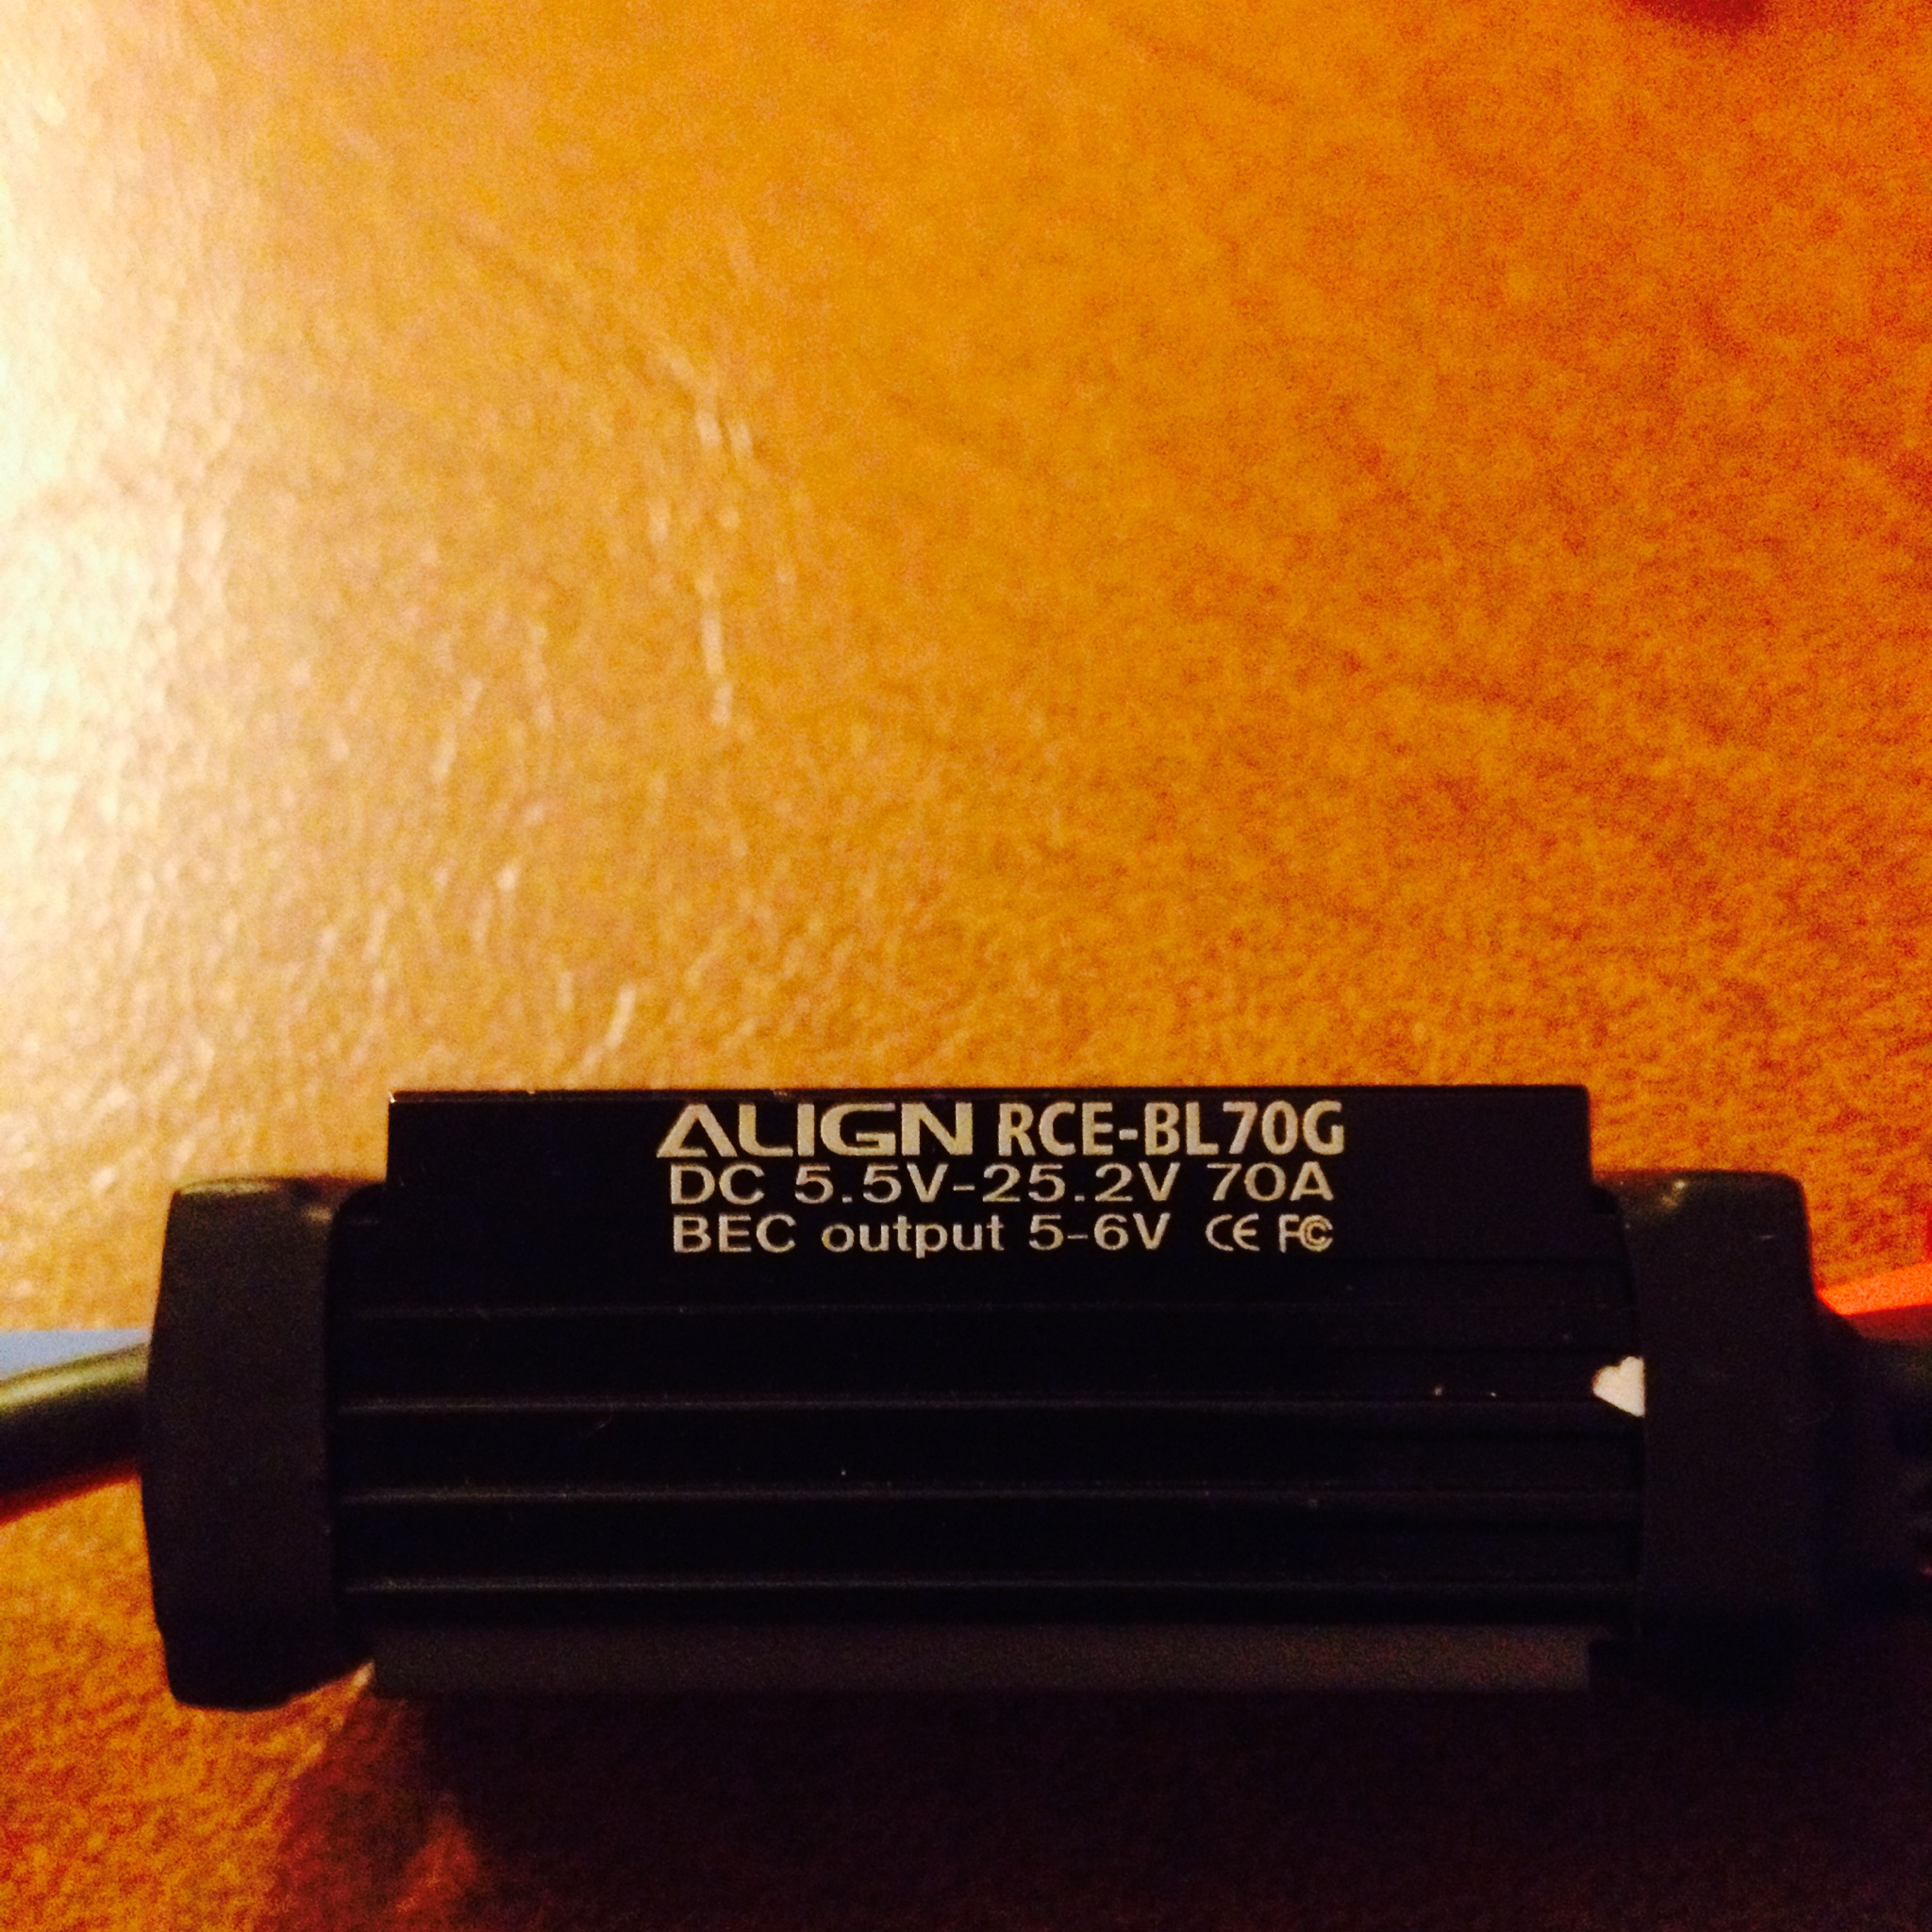 ALIGN RCE-BL70G
DC 5.5V-25.2V 70A
BEC output 5-6V CE FC